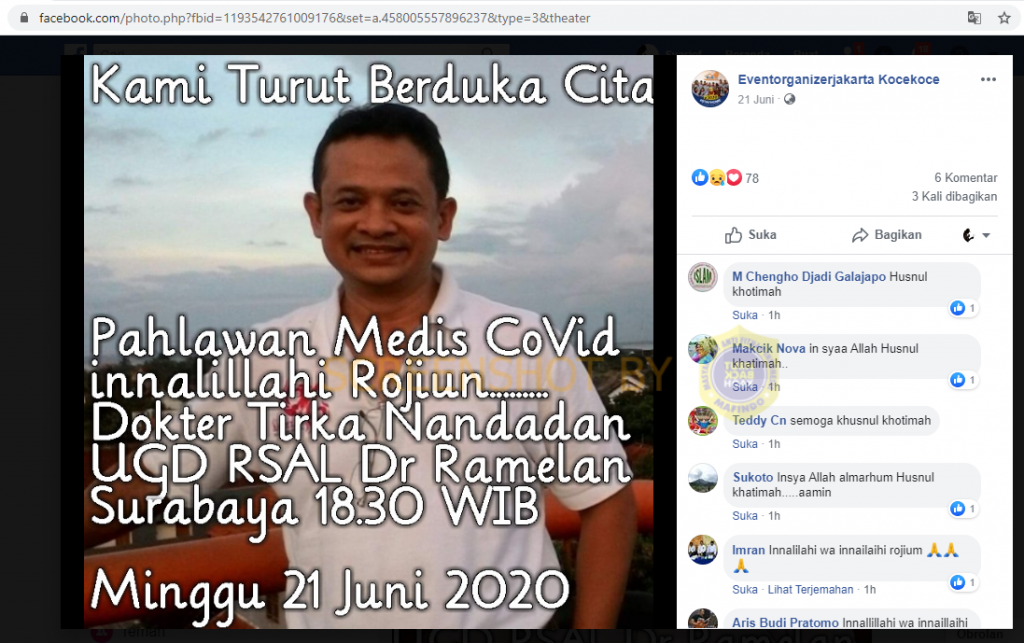 facebook.com/photo.php?fbid=1193542761009176&set=a.458005557896237&type=3&theater
Kami Turut Berduka Cita
Pahlawan Medis CoVid
innalillahi Rojiun..........
Dokter Tirka Nandadan
UGD RSAL Dr Ramelan
Surabaya 18.30 WIB
Minggu 21 Juni 2020
SCREENSHOT BY
MAFINDO
Eventorganizerjakarta Kocekoce
21 Juni
78
6 Komentar
3 Kali dibagikan
Suka
Bagikan
ISLAM
M Chengho Djadi Galajapo Husnul
khotimah
1
Suka · 1h
Makcik Nova in syaa Allah Husnul
khatimah..
1
Suka · 1h
Teddy Cn semoga khusnul khotimah
Suka · 1h
Sukoto Insya Allah almarhum Husnul
khatimah.....aamin
1
Suka · 1h
Imran Innalilahi wa innailaihi rojium 🙏🙏
🙏
1
Suka · Lihat Terjemahan · 1h
Aris Budi Pratomo Innallillahi wa innailaihi